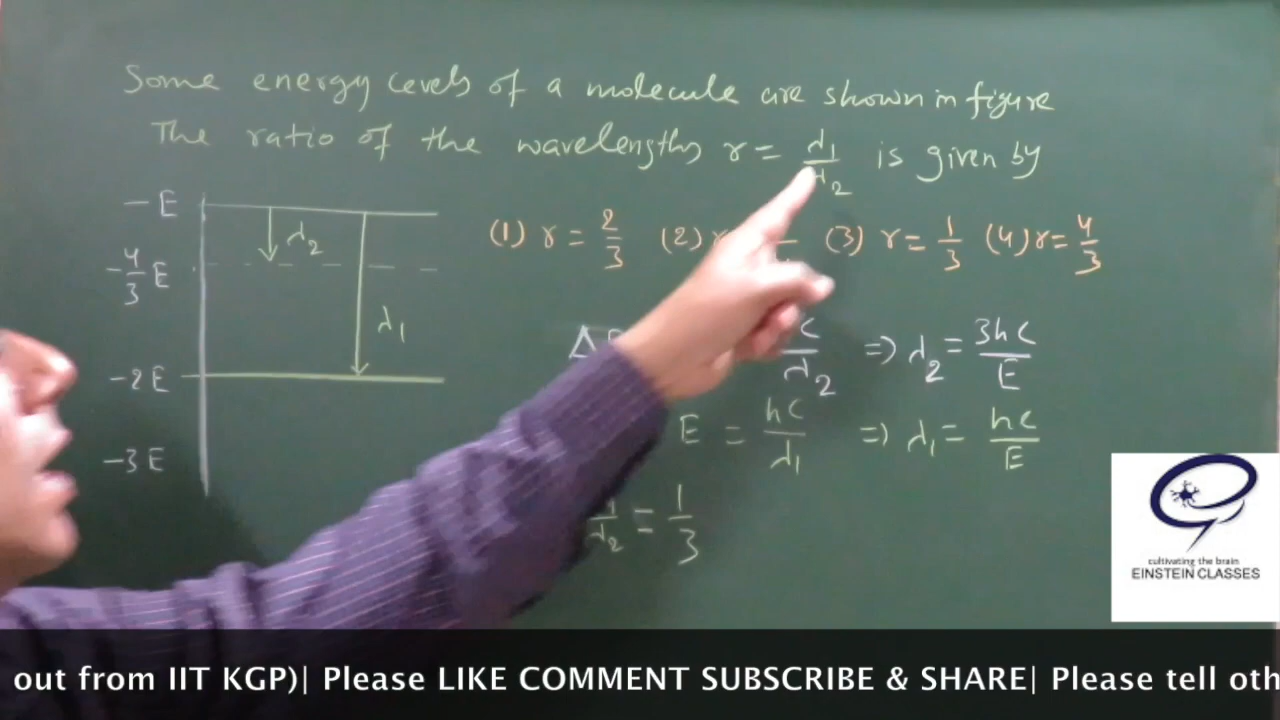 Some energy levels of a molecule are shown in figure
The ratio of the wavelengths r = λ1/λ2 is given by
(1) r = 2/3 (2) (3) r = 1/3 (4) r = 4/3
-E
λ2
-4/3 E
λ1
-2E
-3E
Δ C/λ2 => λ2 = 3hC/E
E = hC/λ1 => λ1 = hC/E
λ2 = 1/3
cultivating the brain
EINSTEIN CLASSES
out from IIT KGP)| Please LIKE COMMENT SUBSCRIBE & SHARE| Please tell oth